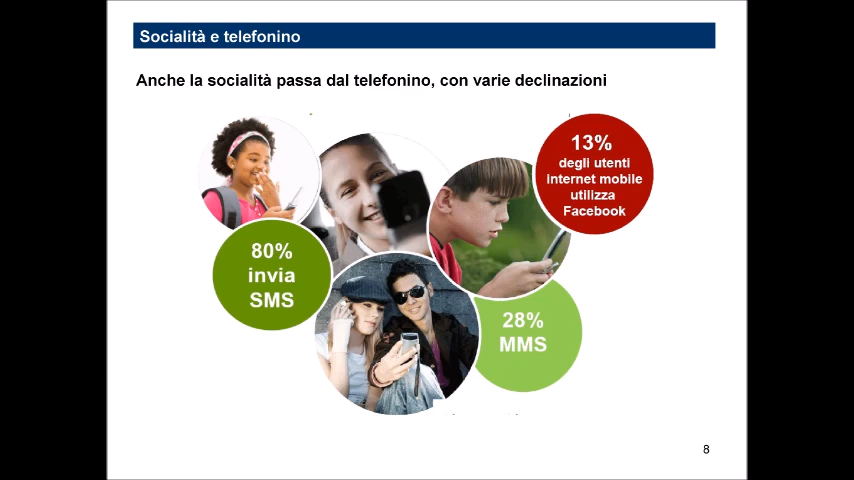 Socialità e telefonino
Anche la socialità passa dal telefonino, con varie declinazioni
13%
degli utenti
internet mobile
utilizza
Facebook
80%
invia
SMS
28%
MMS
8